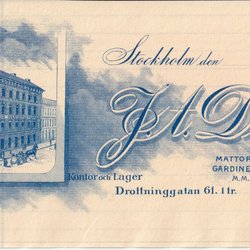 Stockholm den
J. A. D
MATTOR
GARDINE
M. M.
Kontor och Lager
Drottninggatan 61. 1 tr.